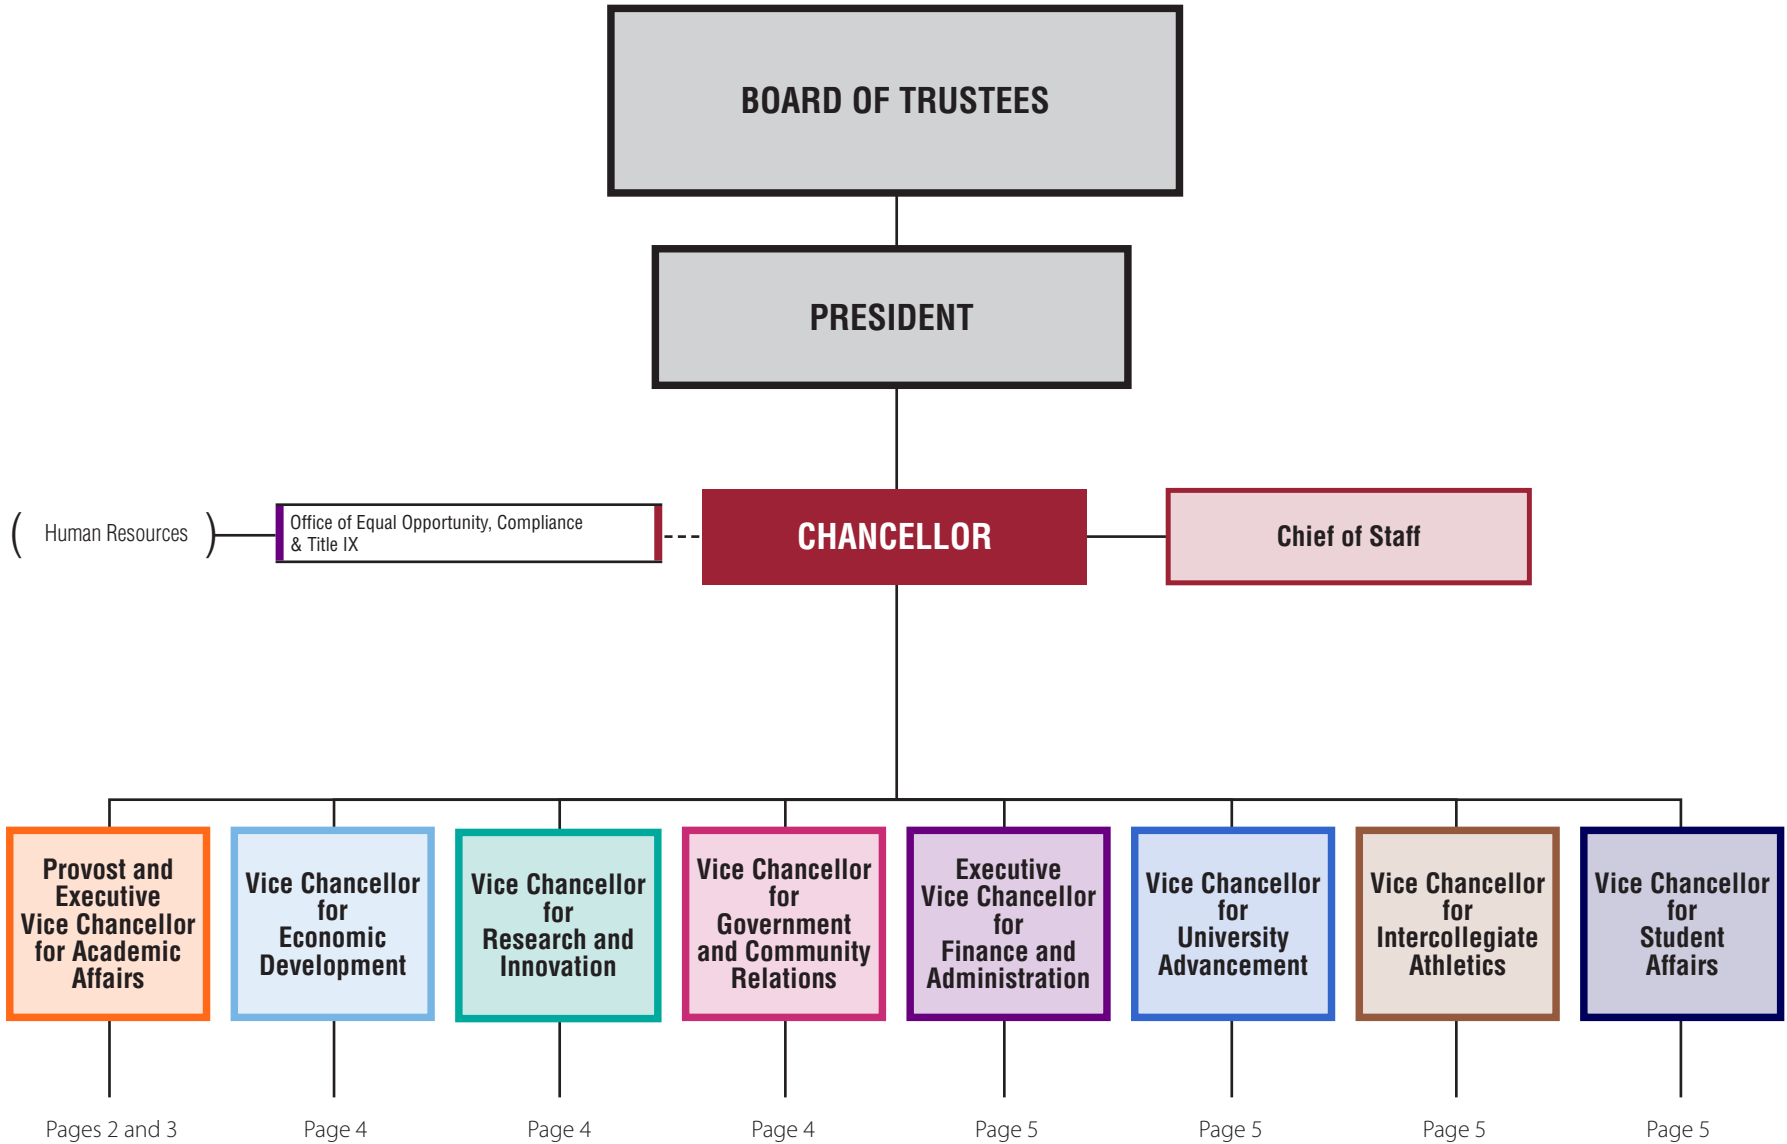 BOARD OF TRUSTEES
PRESIDENT
( Human Resources )
Office of Equal Opportunity, Compliance
& Title IX
CHANCELLOR
Chief of Staff
Provost and
Executive
Vice Chancellor
for Academic
Affairs
Vice Chancellor
for
Economic
Development
Vice Chancellor
for
Research and
Innovation
Vice Chancellor
for
Government
and Community
Relations
Executive
Vice Chancellor
for
Finance and
Administration
Vice Chancellor
for
University
Advancement
Vice Chancellor
for
Intercollegiate
Athletics
Vice Chancellor
for
Student
Affairs
Pages 2 and 3
Page 4
Page 4
Page 4
Page 5
Page 5
Page 5
Page 5